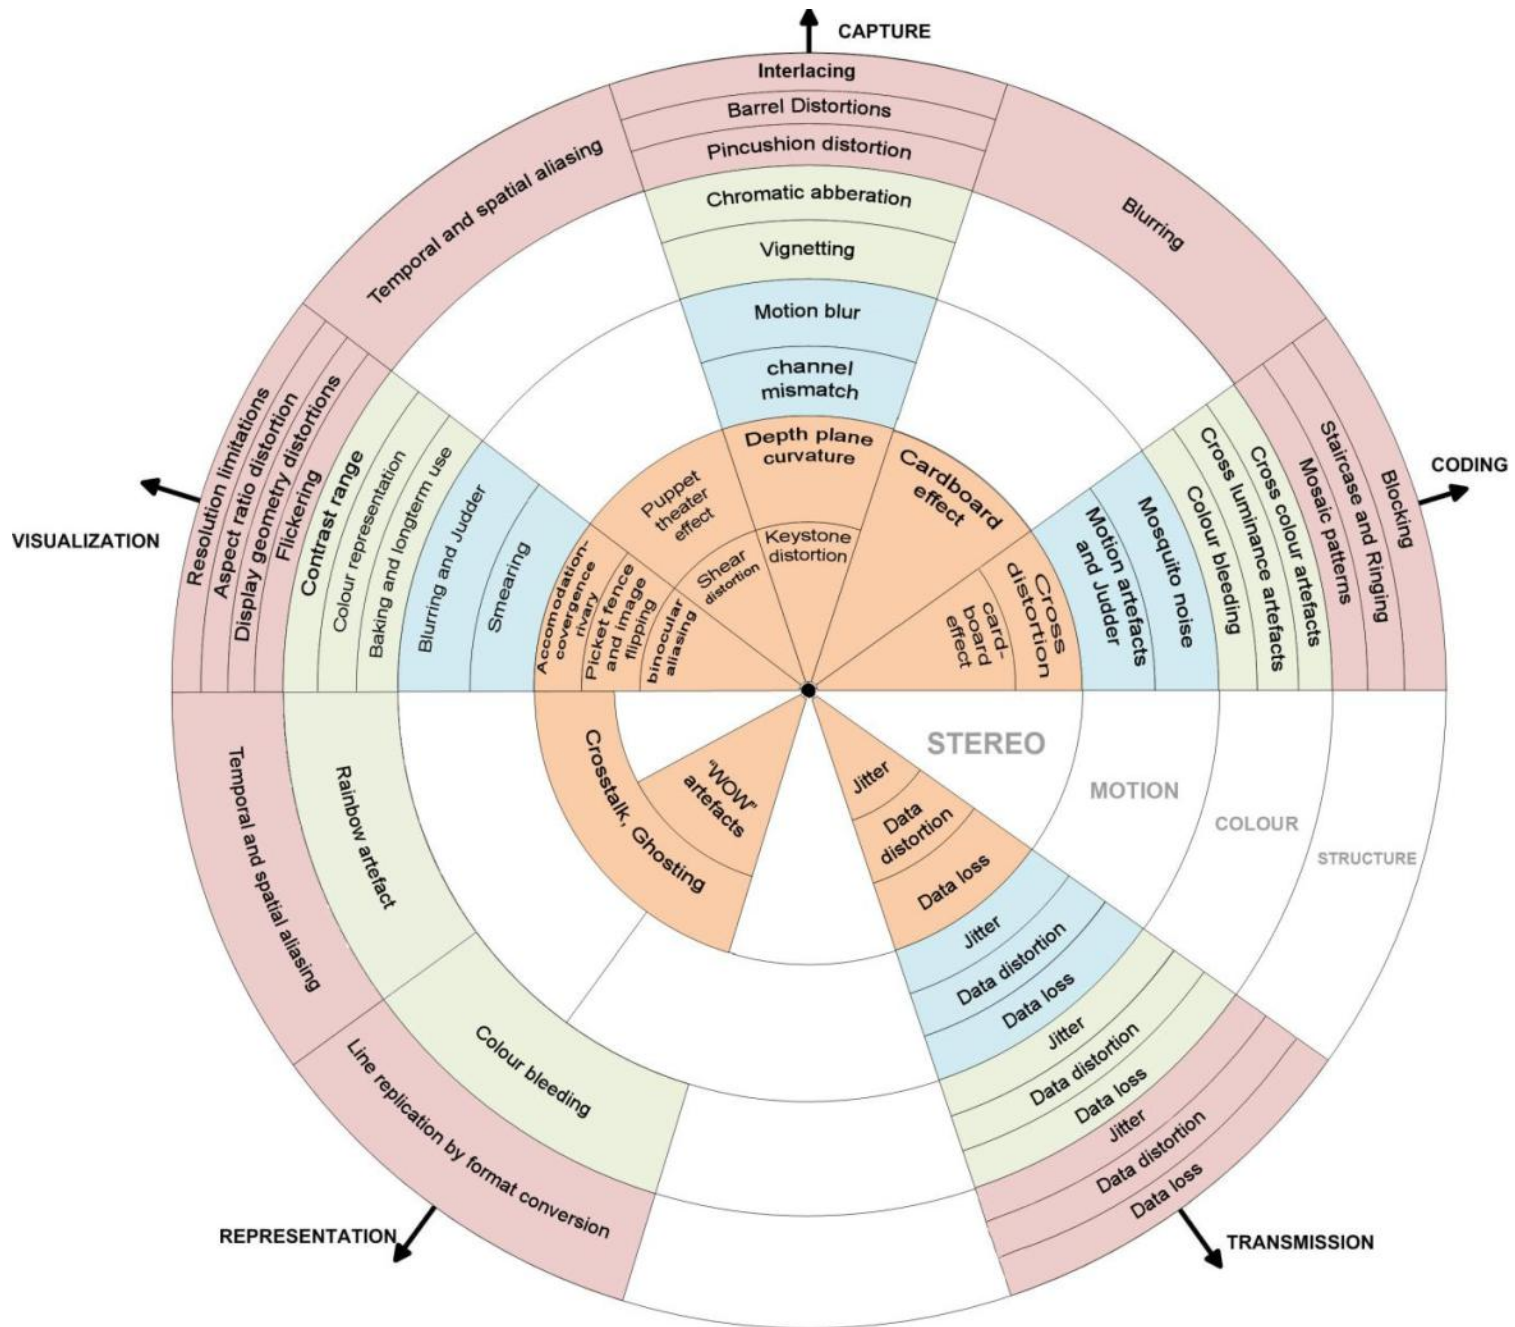 CAPTURE
Interlacing
Barrel Distortions
Pincushion distortion
Chromatic abberation
Vignetting
Motion blur
channel
mismatch
Depth plane
curvature
Keystone
distortion
Blurring
Cardboard
effect
CODING
Blocking
Staircase and Ringing
Mosaic patterns
Cross colour artefacts
Cross luminance artefacts
Colour bleeding
Mosquito noise
Motion artefacts
and Judder
Cross
distortion
card-
board
effect
STEREO
MOTION
COLOUR
STRUCTURE
Jitter
Data
distortion
Data loss
Jitter
Data distortion
Data loss
Jitter
Data distortion
Data loss
Jitter
Data distortion
Data loss
TRANSMISSION
REPRESENTATION
Line replication by format conversion
Colour bleeding
Temporal and spatial aliasing
Rainbow artefact
Crosstalk, Ghosting
"WOW"
artefacts
VISUALIZATION
Resolution limitations
Aspect ratio distortion
Display geometry distortions
Flickering
Contrast range
Colour representation
Baking and longterm use
Blurring and Judder
Smearing
Accomodation-
covergence
rivary
Picket fence
and image
flipping
binocular
aliasing
Temporal and spatial aliasing
Puppet
theater
effect
Shear
distortion